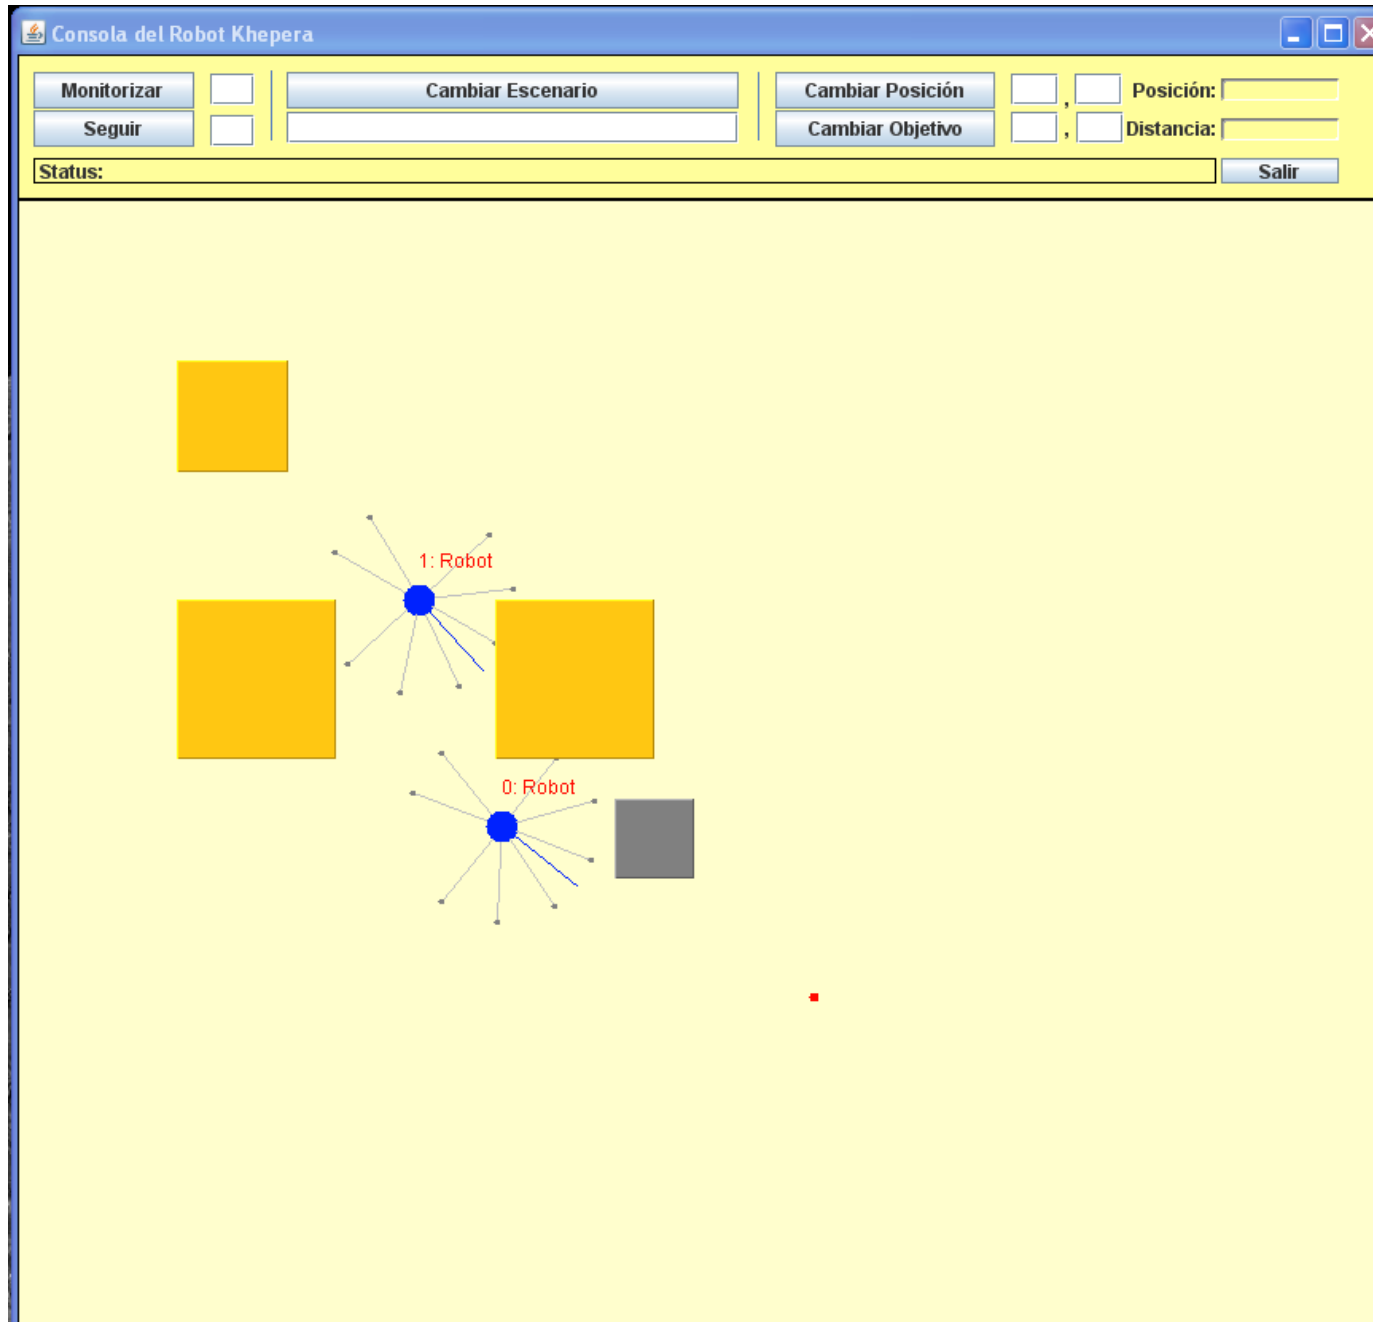 Consola del Robot Khepera
Monitorizar
Cambiar Escenario
Cambiar Posición
,
Posición:
Seguir
Cambiar Objetivo
,
Distancia:
Status:
Salir
1: Robot
0: Robot